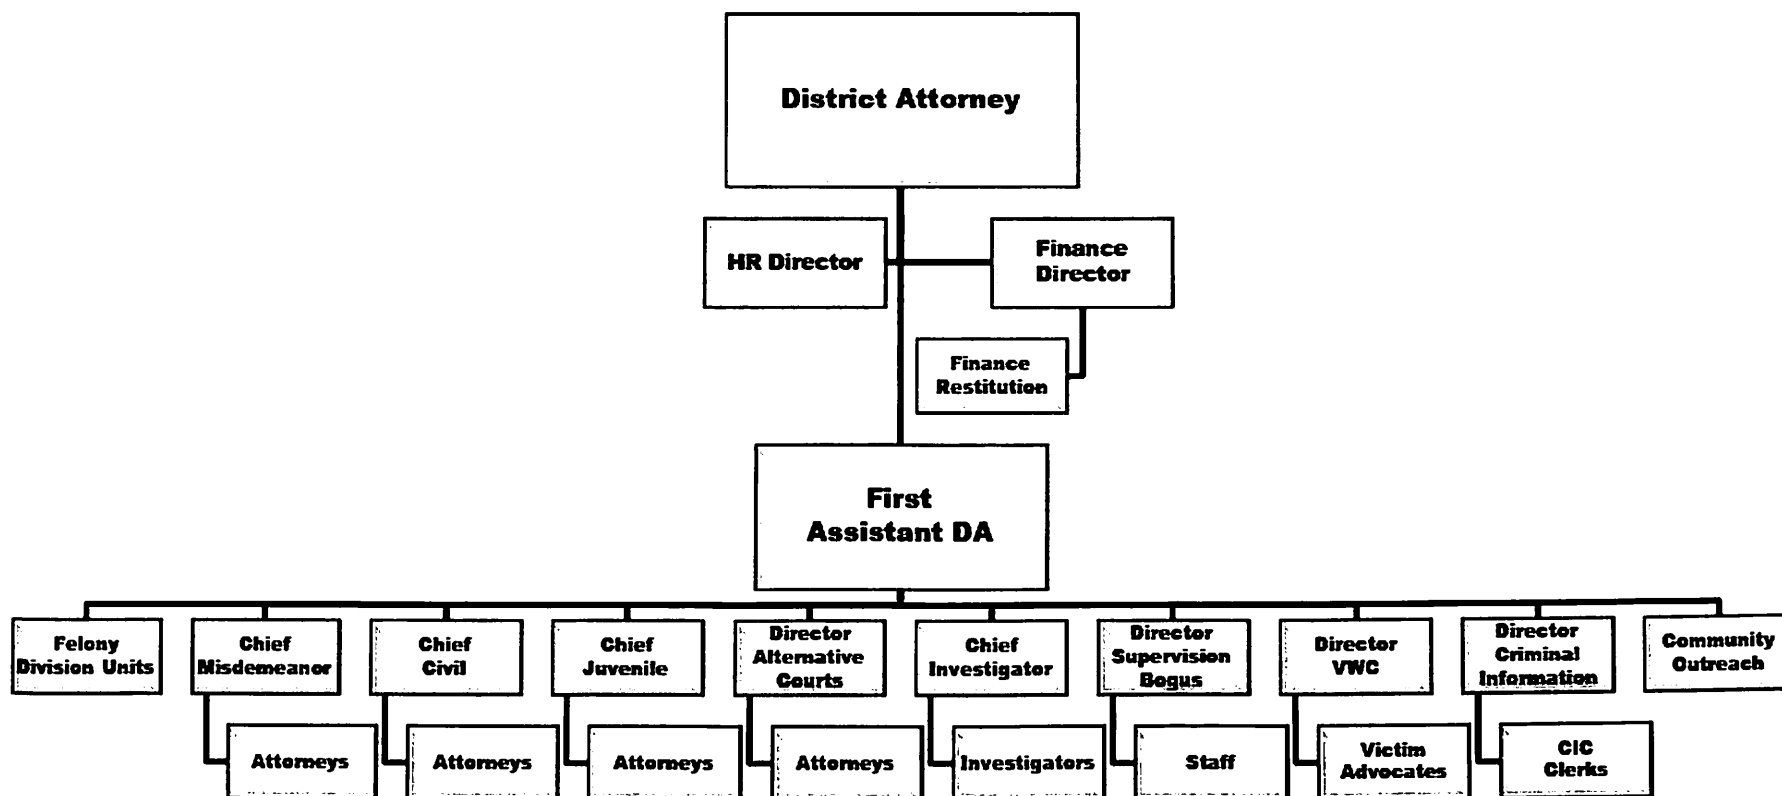 District Attorney
HR Director
Finance
Director
Finance
Restitution
First
Assistant DA
Felony
Division Units
Chief
Misdemeanor
Chief
Civil
Chief
Juvenile
Director
Alternative
Courts
Chief
Investigator
Director
Supervision
Bogus
Director
VWC
Director
Criminal
Information
Community
Outreach
Attorneys
Attorneys
Attorneys
Attorneys
Investigators
Staff
Victim
Advocates
CIC
Clerks